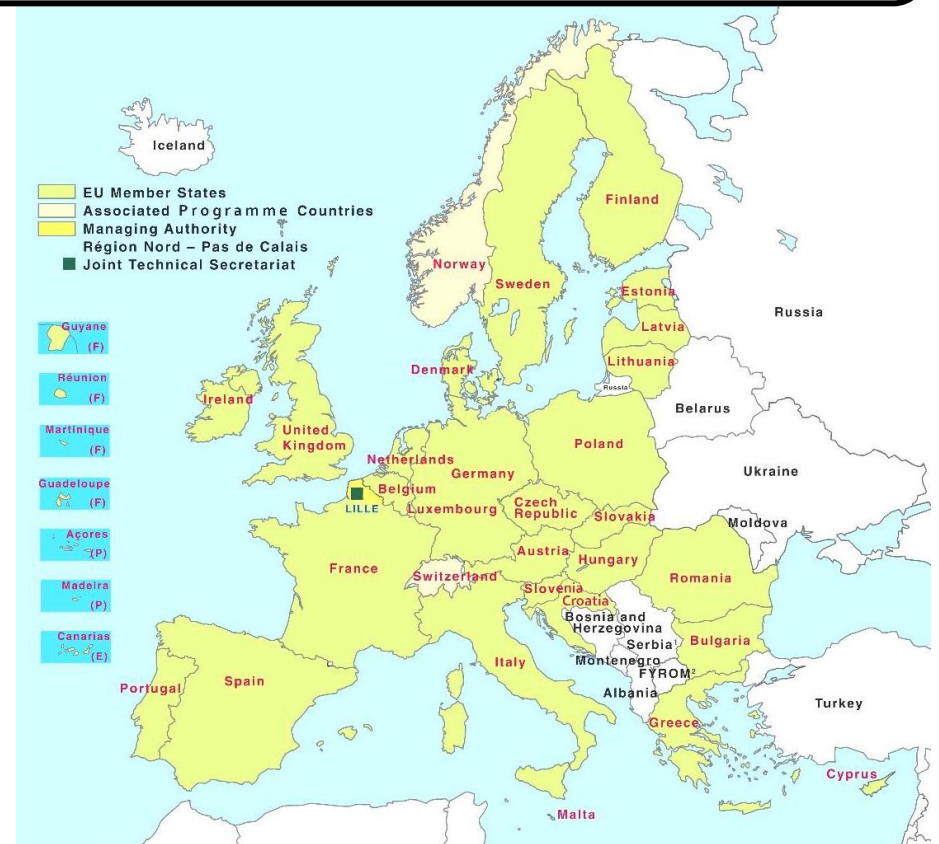 Iceland
EU Member States
Associated Programme Countries
Managing Authority
Région Nord – Pas de Calais
Joint Technical Secretariat
Finland
Norway
Sweden
Estonia
Russia
Guyane
(F)
Latvia
Lithuania
Denmark
Russia
Réunion
(F)
Ireland
Belarus
Martinique
(F)
United
Kingdom
Poland
Netherlands
Germany
Ukraine
Guadeloupe
(F)
Belgium
LILLE
Luxembourg
Czech
Republic
Slovakia
Moldova
Açores
(P)
Austria
Hungary
France
Switzerland
Romania
Madeira
(P)
Slovenia
Croatia
Bosnia and
Herzegovina
Serbia¹
Bulgaria
Canarias
(E)
Montenegro
Italy
FYROM²
Portugal
Spain
Albania
Turkey
Greece
Cyprus
Malta